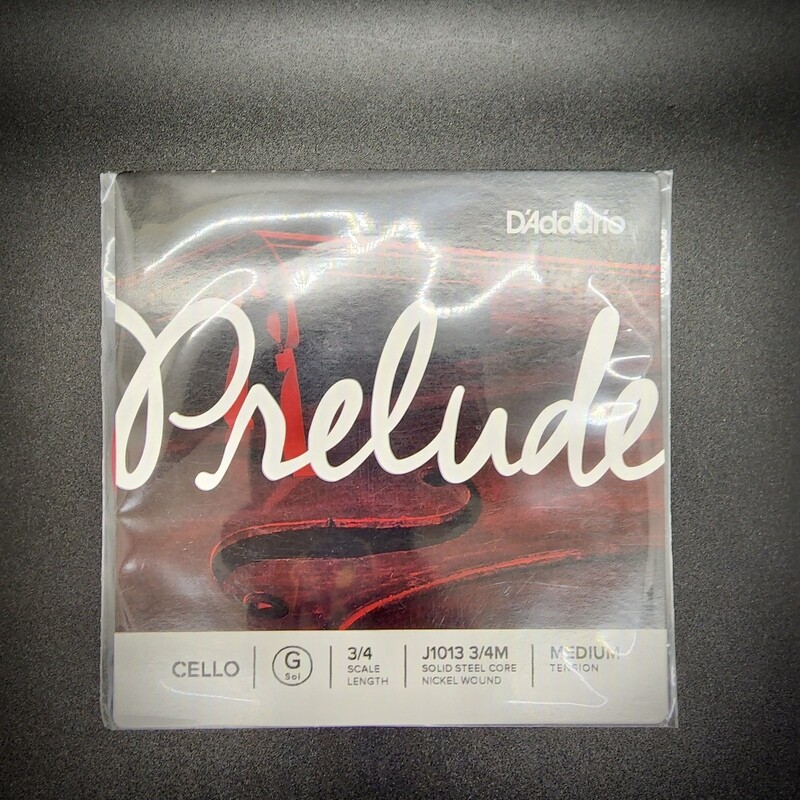 D'Addario
Prelude
CELLO
G
Sol
3/4
SCALE
LENGTH
J1013 3/4M
SOLID STEEL CORE
NICKEL WOUND
MEDIUM
TENSION